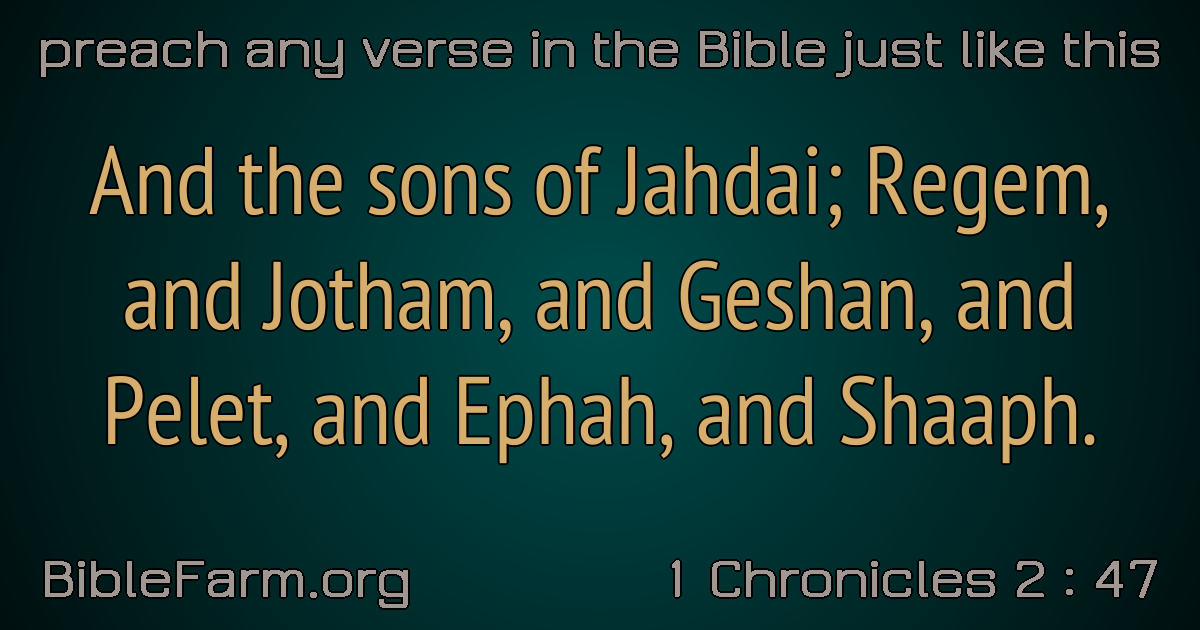 preach any verse in the Bible just like this
And the sons of Jahdai; Regem,
and Jotham, and Geshan, and
Pelet, and Ephah, and Shaaph.
BibleFarm.org
1 Chronicles 2 : 47